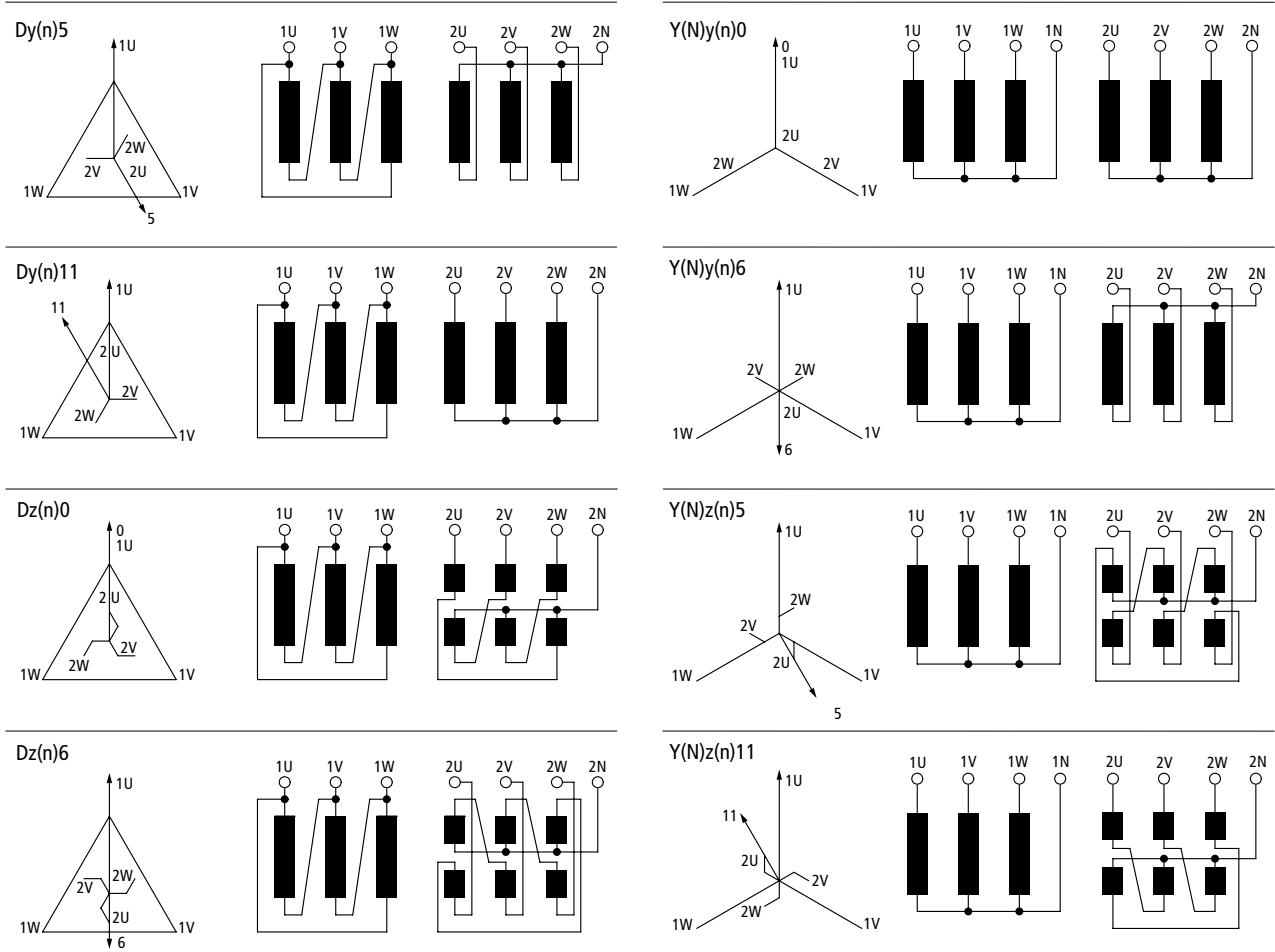 Dy(n)5
1U
2W
2V 2U
1W 1V
5
1U 1V 1W 2U 2V 2W 2N
Y(N)y(n)0
0
1U
2U
2W 2V
1W 1V
1U 1V 1W 1N 2U 2V 2W 2N
Dy(n)11
1U
11
2U
2V
2W
1W 1V
1U 1V 1W 2U 2V 2W 2N
Y(N)y(n)6
1U
2V 2W
2U
1W 1V
6
1U 1V 1W 1N 2U 2V 2W 2N
Dz(n)0
0
1U
2U
2V
2W
1W 1V
1U 1V 1W 2U 2V 2W 2N
Y(N)z(n)5
1U
2W
2V
2U
1W 1V
5
1U 1V 1W 1N 2U 2V 2W 2N
Dz(n)6
1U
2V 2W
2U
1W 1V
6
1U 1V 1W 2U 2V 2W 2N
Y(N)z(n)11
1U
11
2U
2V
2W
1W 1V
1U 1V 1W 1N 2U 2V 2W 2N